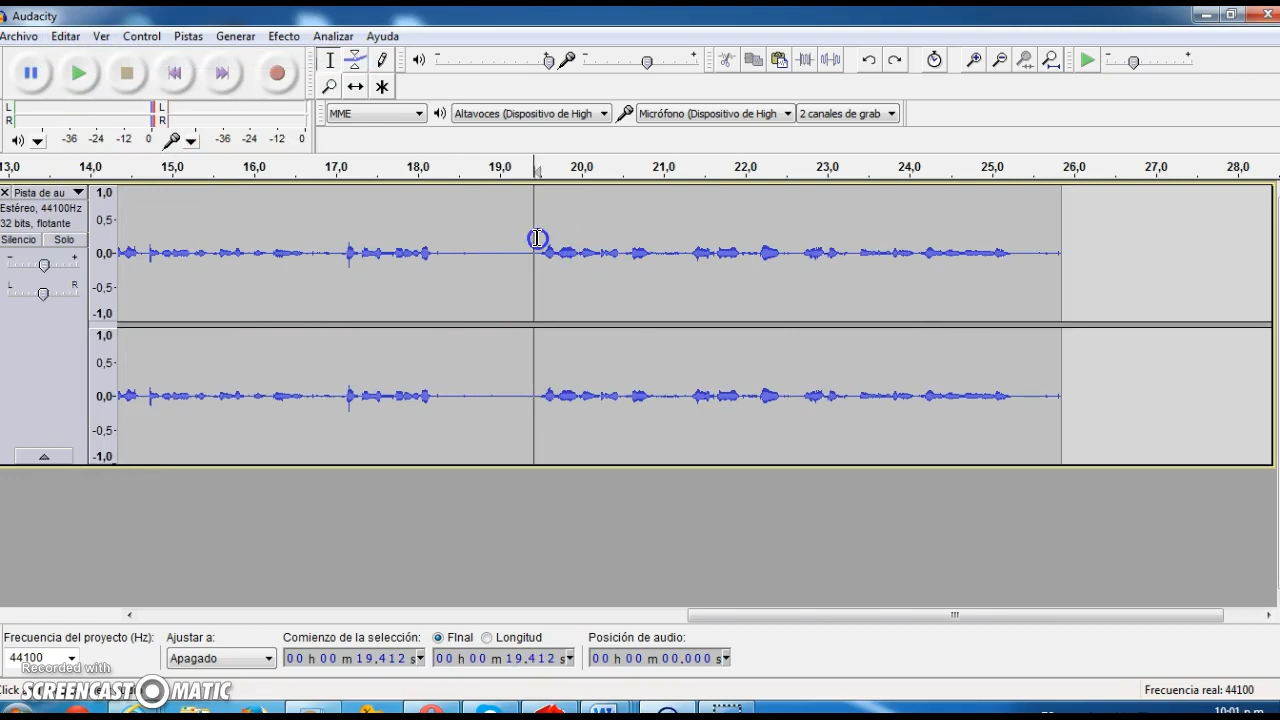 Audacity
Archivo Editar Ver Control Pistas Generar Efecto Analizar Ayuda
L L
R R
MME Altavoces (Dispositivo de High Micrófono (Dispositivo de High 2 canales de grab
-36 -24 -12 0 -36 -24 -12 0
13,0 14,0 15,0 16,0 17,0 18,0 19,0 20,0 21,0 22,0 23,0 24,0 25,0 26,0 27,0 28,0
Pista de au 1,0
Estéreo, 44100Hz
32 bits, flotante
0,5
Silencio Solo
- + 0,0
L R -0,5
-1,0
1,0
0,5
0,0
-0,5
-1,0
Frecuencia del proyecto (Hz): Ajustar a: Comienzo de la selección: FInal Longitud Posición de audio:
44100 Apagado 00 h 00 m 19.412 s 00 h 00 m 19.412 s 00 h 00 m 00.000 s
Recorded with
SCREENCAST MATIC
Click Frecuencia real: 44100
10:01 p.m.